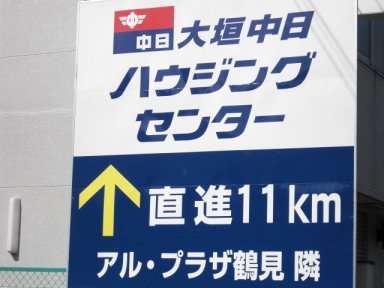 中日 大垣中日
ハウジング
センター
直進11km
アル・プラザ鶴見 隣